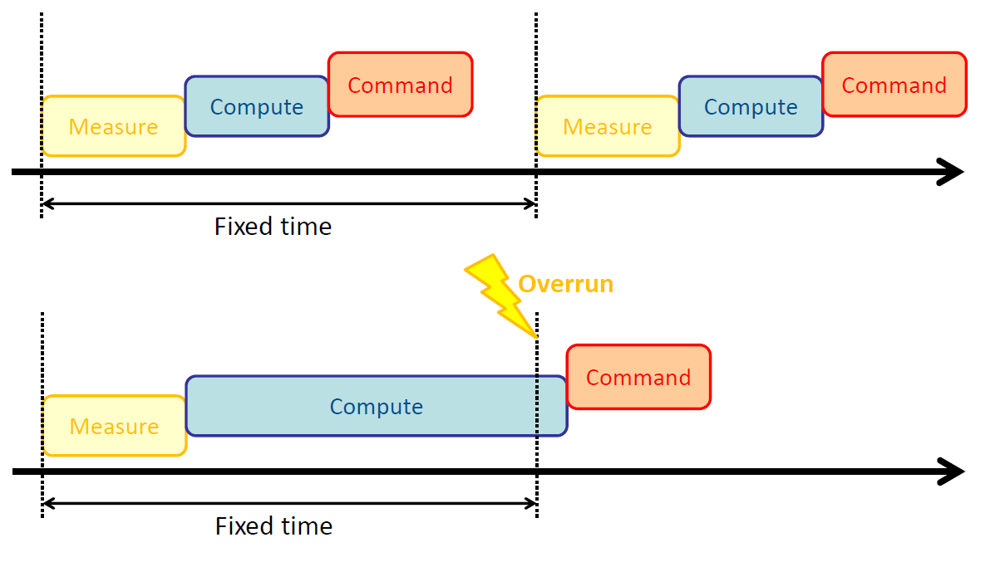 Measure
Compute
Command
Measure
Compute
Command
Fixed time
Overrun
Measure
Compute
Command
Fixed time